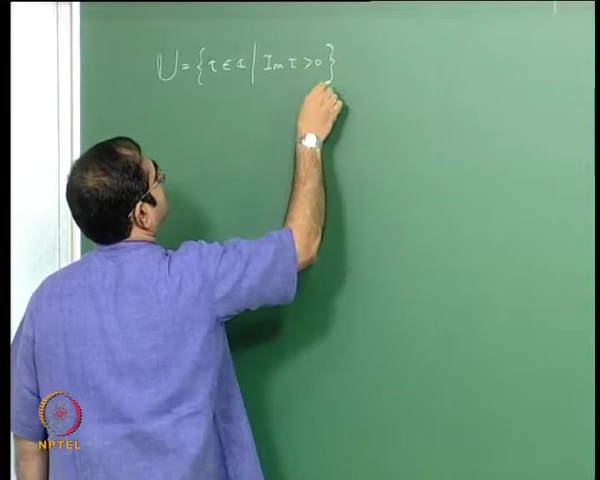 U = { τ ∈ ℂ | Im τ > 0 }
NPTEL